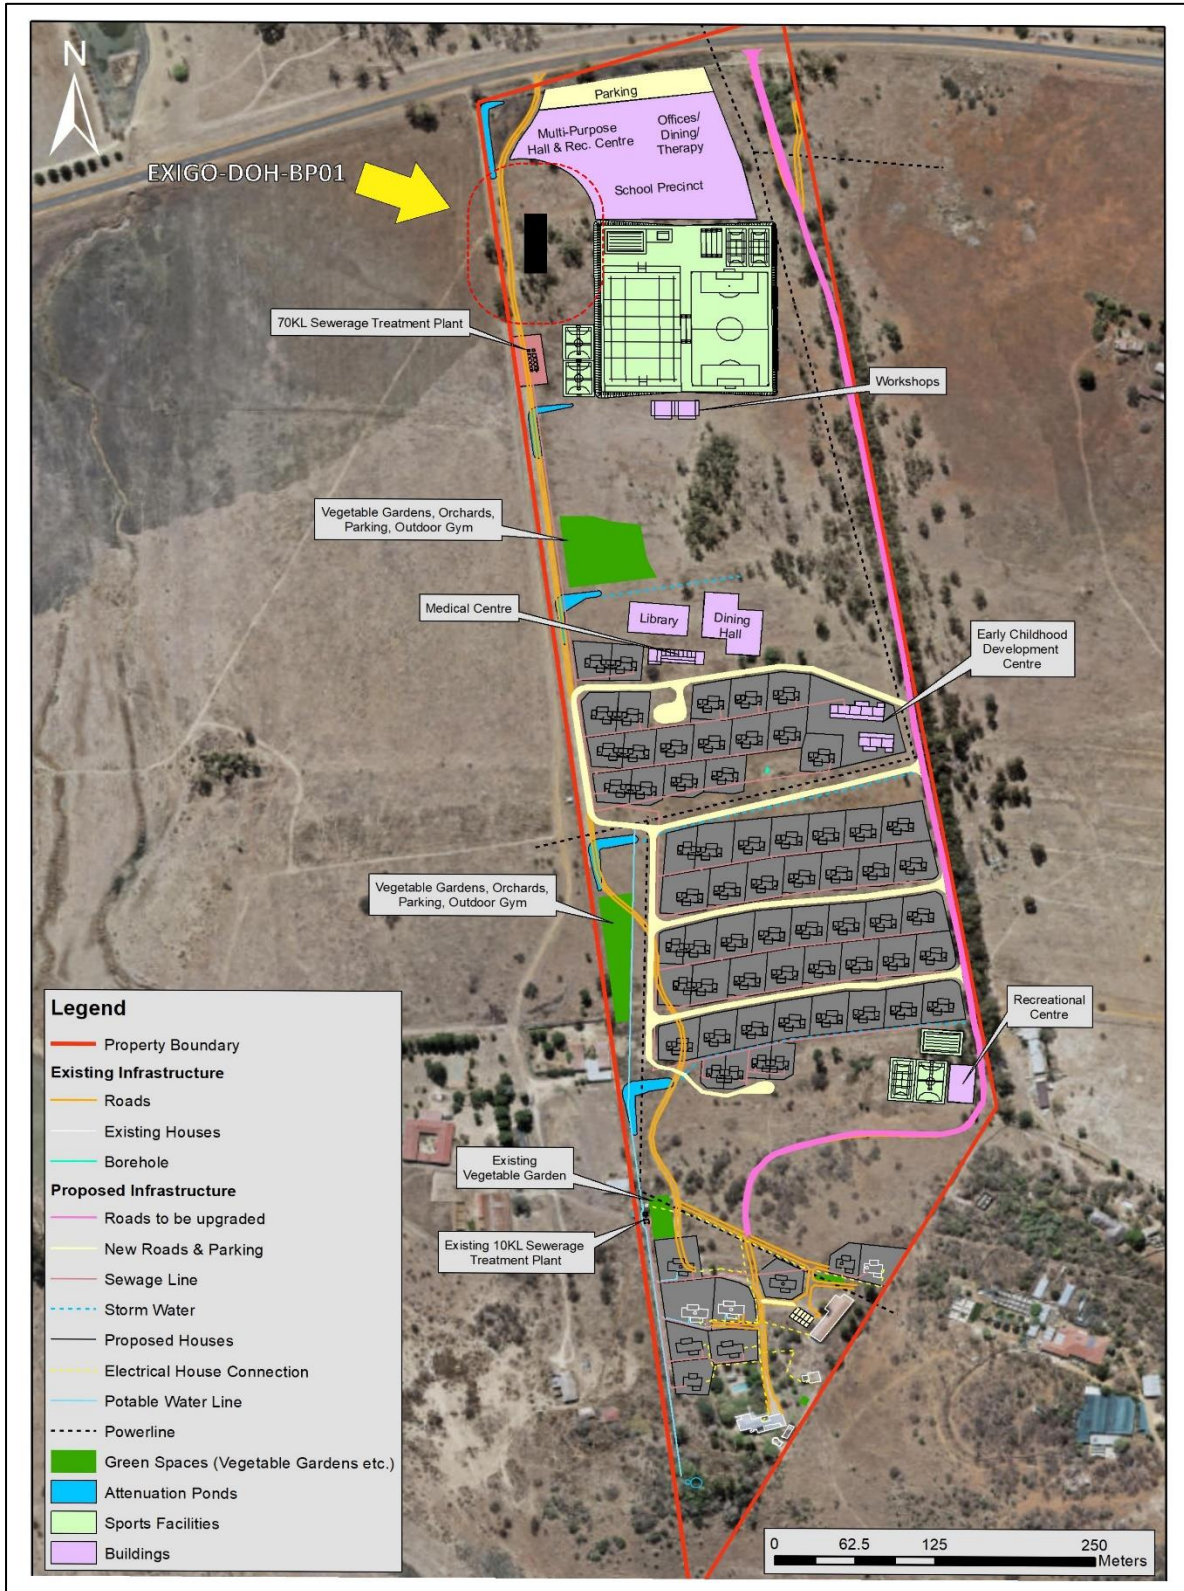 N
Parking
Multi-Purpose
Hall & Rec. Centre
Offices/
Dining/
Therapy
School Precinct
EXIGO-DOH-BP01
70KL Sewerage Treatment Plant
Workshops
Vegetable Gardens, Orchards,
Parking, Outdoor Gym
Medical Centre
Library
Dining
Hall
Early Childhood
Development
Centre
Vegetable Gardens, Orchards,
Parking, Outdoor Gym
Recreational
Centre
Existing
Vegetable Garden
Existing 10KL Sewerage
Treatment Plant
Legend
Property Boundary
Existing Infrastructure
Roads
Existing Houses
Borehole
Proposed Infrastructure
Roads to be upgraded
New Roads & Parking
Sewage Line
Storm Water
Proposed Houses
Electrical House Connection
Potable Water Line
Powerline
Green Spaces (Vegetable Gardens etc.)
Attenuation Ponds
Sports Facilities
Buildings
0 62.5 125 250
Meters